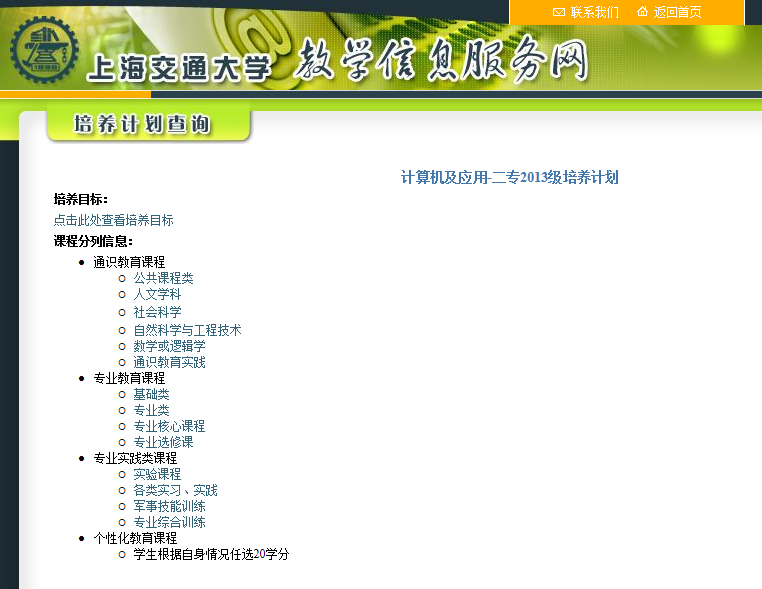 联系我们 返回首页
上海交通大学 教学信息服务网
培养计划查询
计算机及应用-二专2013级培养计划
培养目标：
点击此处查看培养目标
课程分列信息：
通识教育课程
公共课程类
人文学科
社会科学
自然科学与工程技术
数学或逻辑学
通识教育实践
专业教育课程
基础类
专业类
专业核心课程
专业选修课
专业实践类课程
实验课程
各类实习、实践
军事技能训练
专业综合训练
个性化教育课程
学生根据自身情况任选20学分